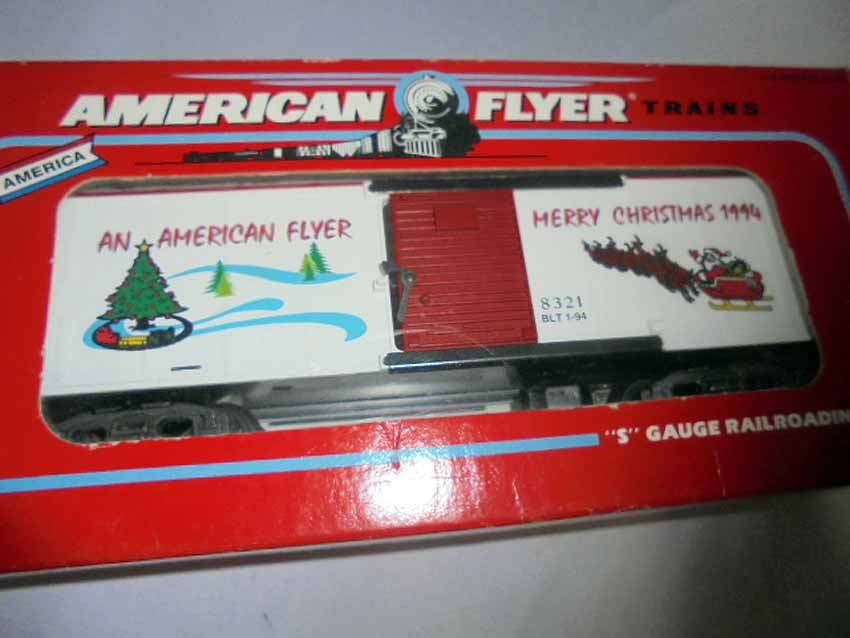 AMERICAN FLYER TRAINS
AMERICA
AN AMERICAN FLYER
MERRY CHRISTMAS 1994
8321
BLT 1-94
"S" GAUGE RAILROADIN